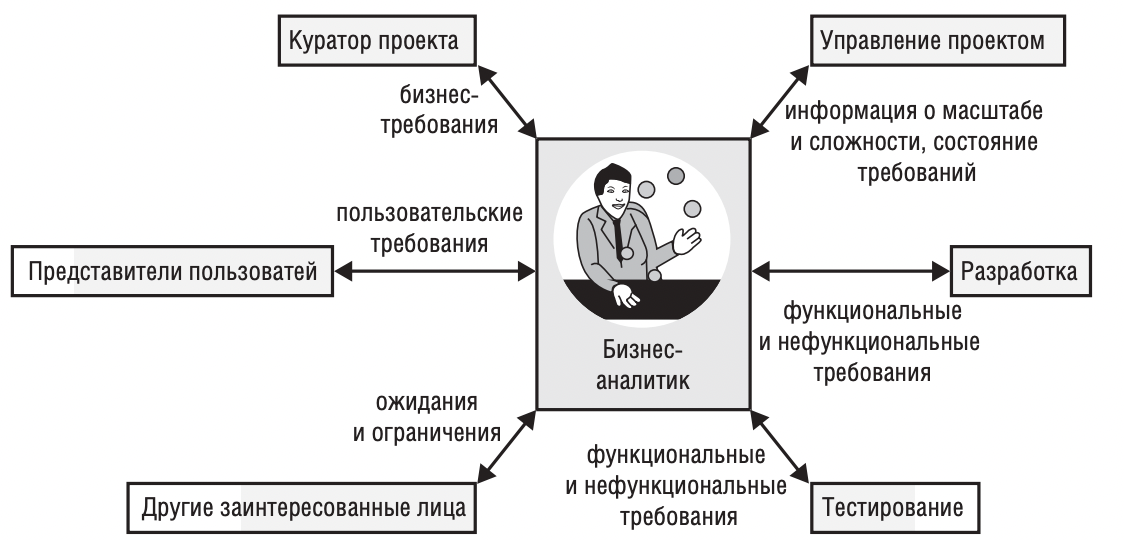 Куратор проекта
Управление проектом
бизнес-
требования
информация о масштабе
и сложности, состояние
требований
пользовательские
требования
Представители пользоватей
Разработка
функциональные
и нефункциональные
требования
Бизнес-
аналитик
ожидания
и ограничения
функциональные
и нефункциональные
требования
Другие заинтересованные лица
Тестирование